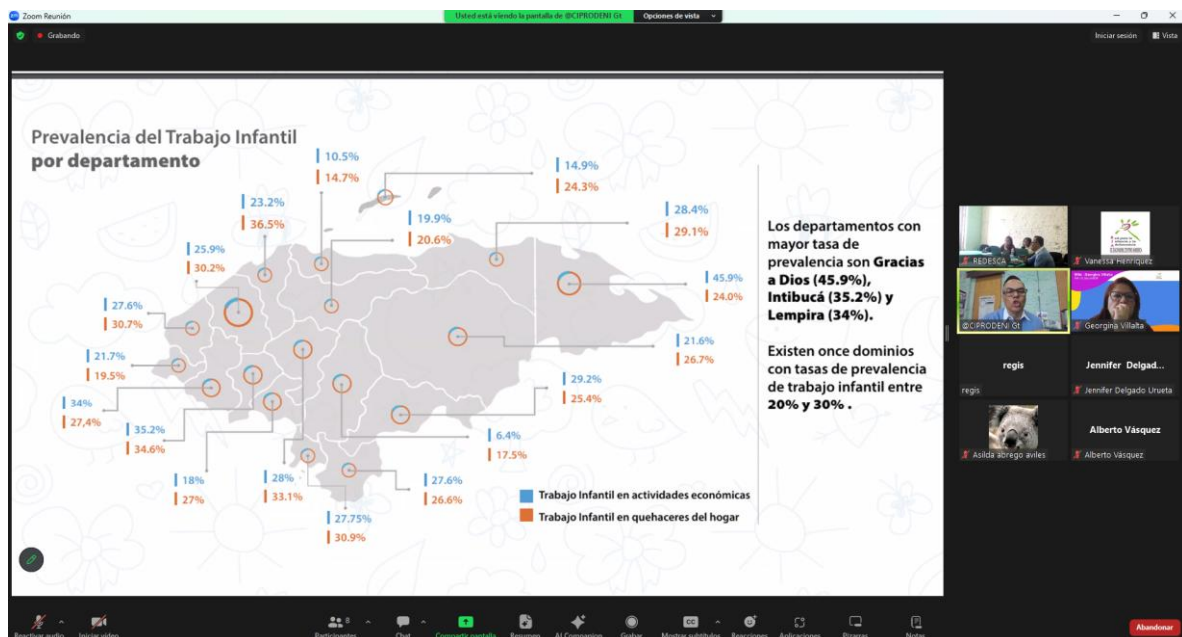 Zoom Reunión
Usted está viendo la pantalla de @CIPRODENI Gt
Opciones de vista
Grabando
Iniciar sesión
Vista
Prevalencia del Trabajo Infantil
por departamento
10.5%
14.7%
14.9%
24.3%
23.2%
36.5%
19.9%
20.6%
28.4%
29.1%
25.9%
30.2%
45.9%
24.0%
27.6%
30.7%
21.6%
26.7%
21.7%
19.5%
29.2%
25.4%
34%
27,4%
35.2%
34.6%
6.4%
17.5%
18%
27%
28%
33.1%
27.6%
26.6%
27.75%
30.9%
Trabajo Infantil en actividades económicas
Trabajo Infantil en quehaceres del hogar
Los departamentos con
mayor tasa de
prevalencia son Gracias
a Dios (45.9%),
Intibucá (35.2%) y
Lempira (34%).
Existen once dominios
con tasas de prevalencia
de trabajo infantil entre
20% y 30% .
REDESCA
Vanessa Henriquez
@CIPRODENI Gt
Georgina Villalta
regis
regis
Jennifer Delgad...
Jennifer Delgado Urueta
Asilda abrego aviles
Alberto Vásquez
Alberto Vásquez
Reactivar audio
Iniciar video
8
Participantes
Chat
Compartir pantalla
Resumen
AI Companion
Grabar
Mostrar subtítulos
Reacciones
Aplicaciones
Pizarras
Notas
Abandonar